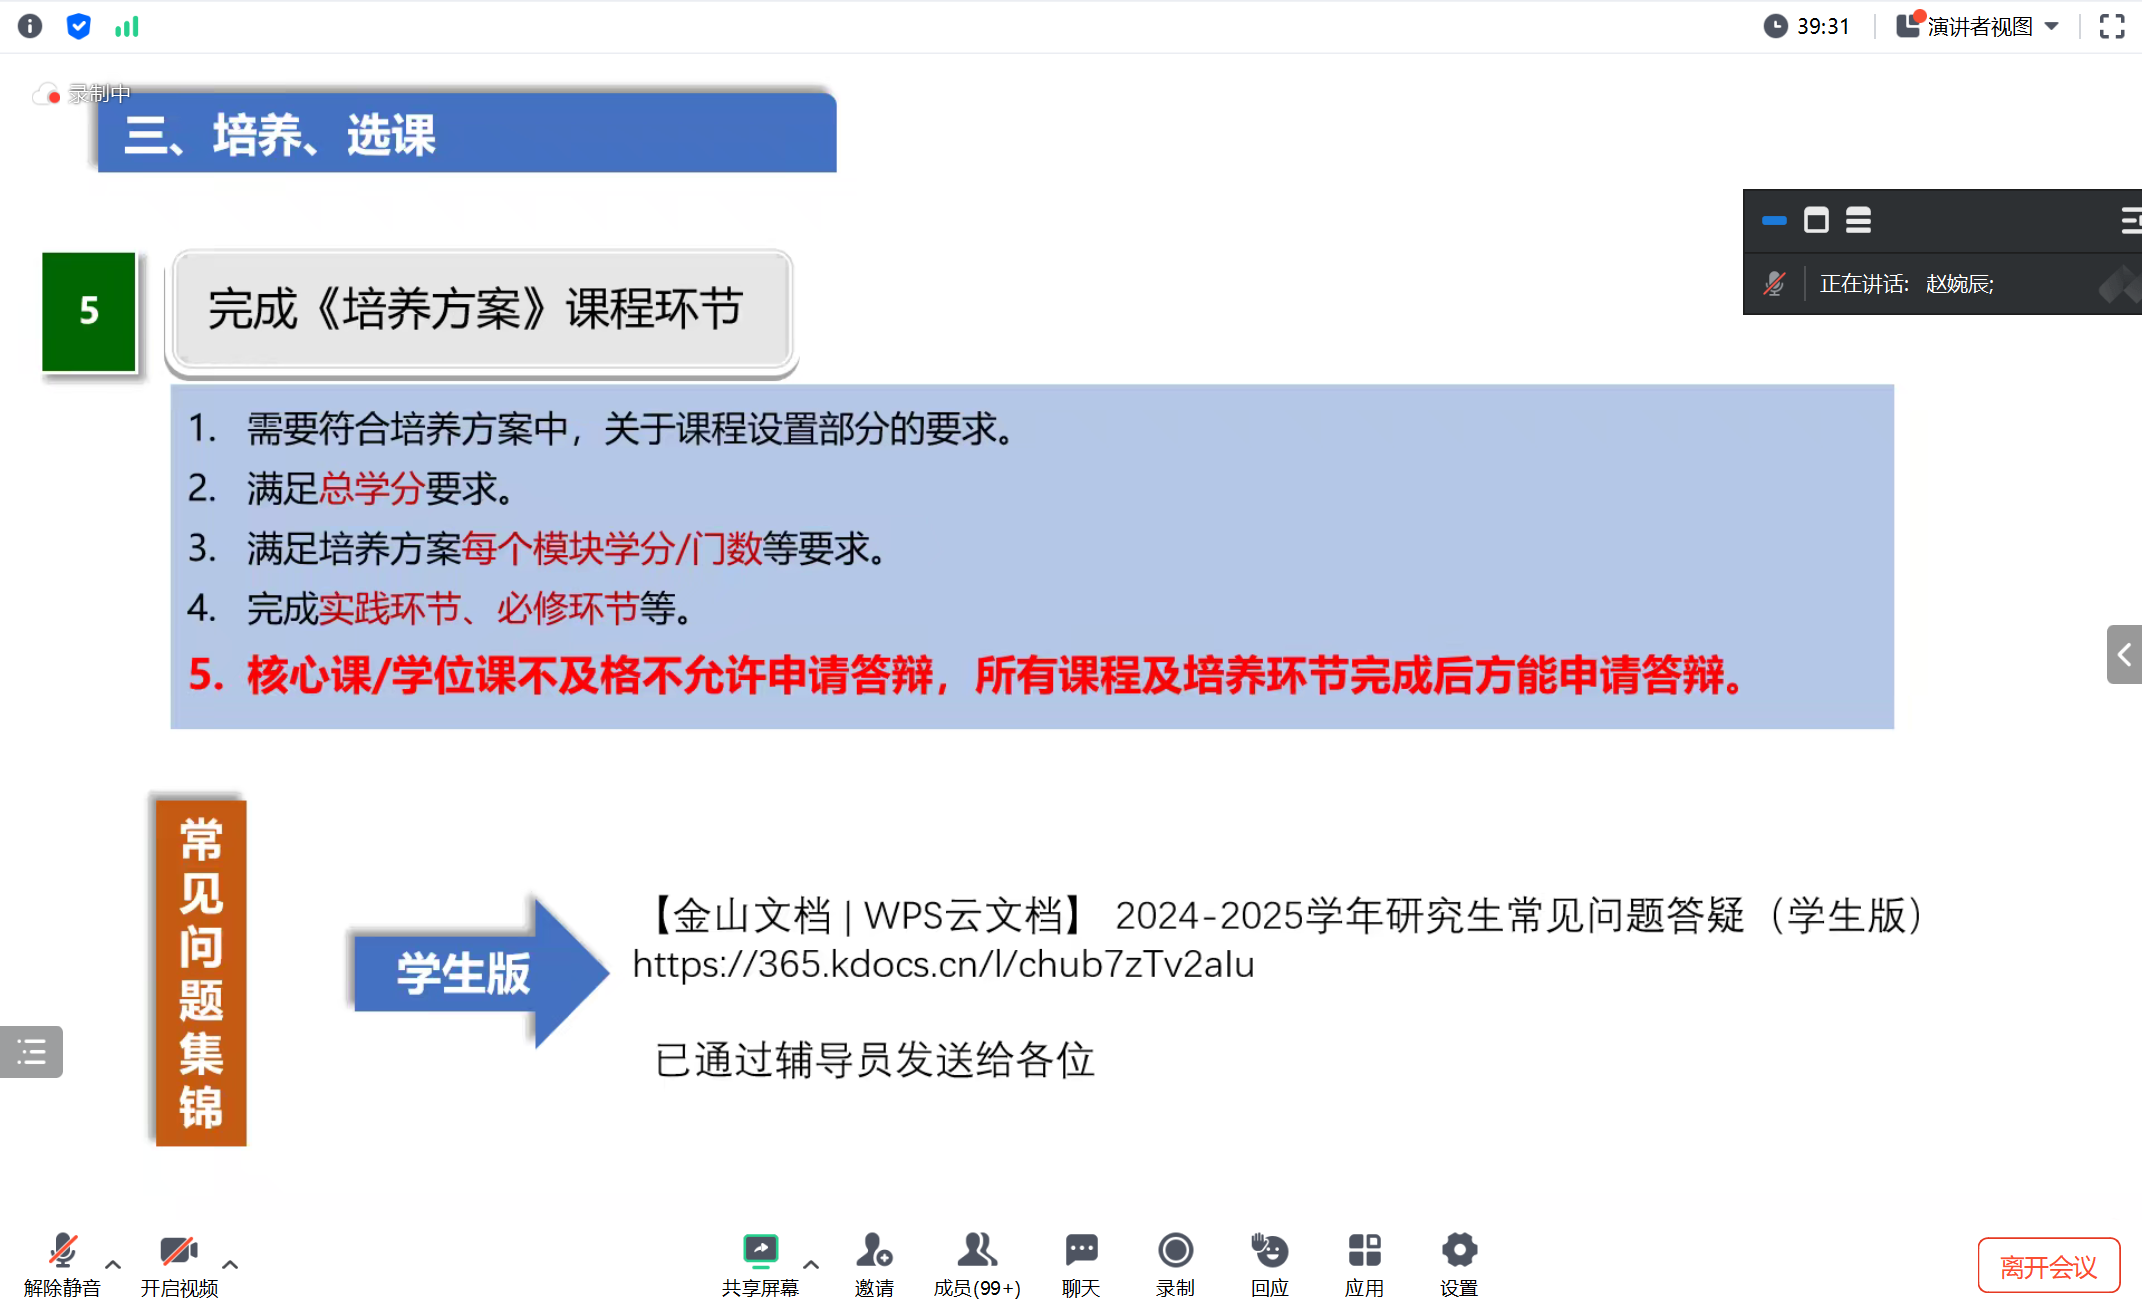 39:31
演讲者视图
录制中
三、培养、选课
正在讲话: 赵婉辰;
5
完成《培养方案》课程环节
1. 需要符合培养方案中，关于课程设置部分的要求。
2. 满足总学分要求。
3. 满足培养方案每个模块学分/门数等要求。
4. 完成实践环节、必修环节等。
5. 核心课/学位课不及格不允许申请答辩，所有课程及培养环节完成后方能申请答辩。
常见问题集锦
学生版
【金山文档 | WPS云文档】 2024-2025学年研究生常见问题答疑（学生版）
https://365.kdocs.cn/l/chub7zTv2aIu
已通过辅导员发送给各位
解除静音
开启视频
共享屏幕
邀请
成员(99+)
聊天
录制
回应
应用
设置
离开会议